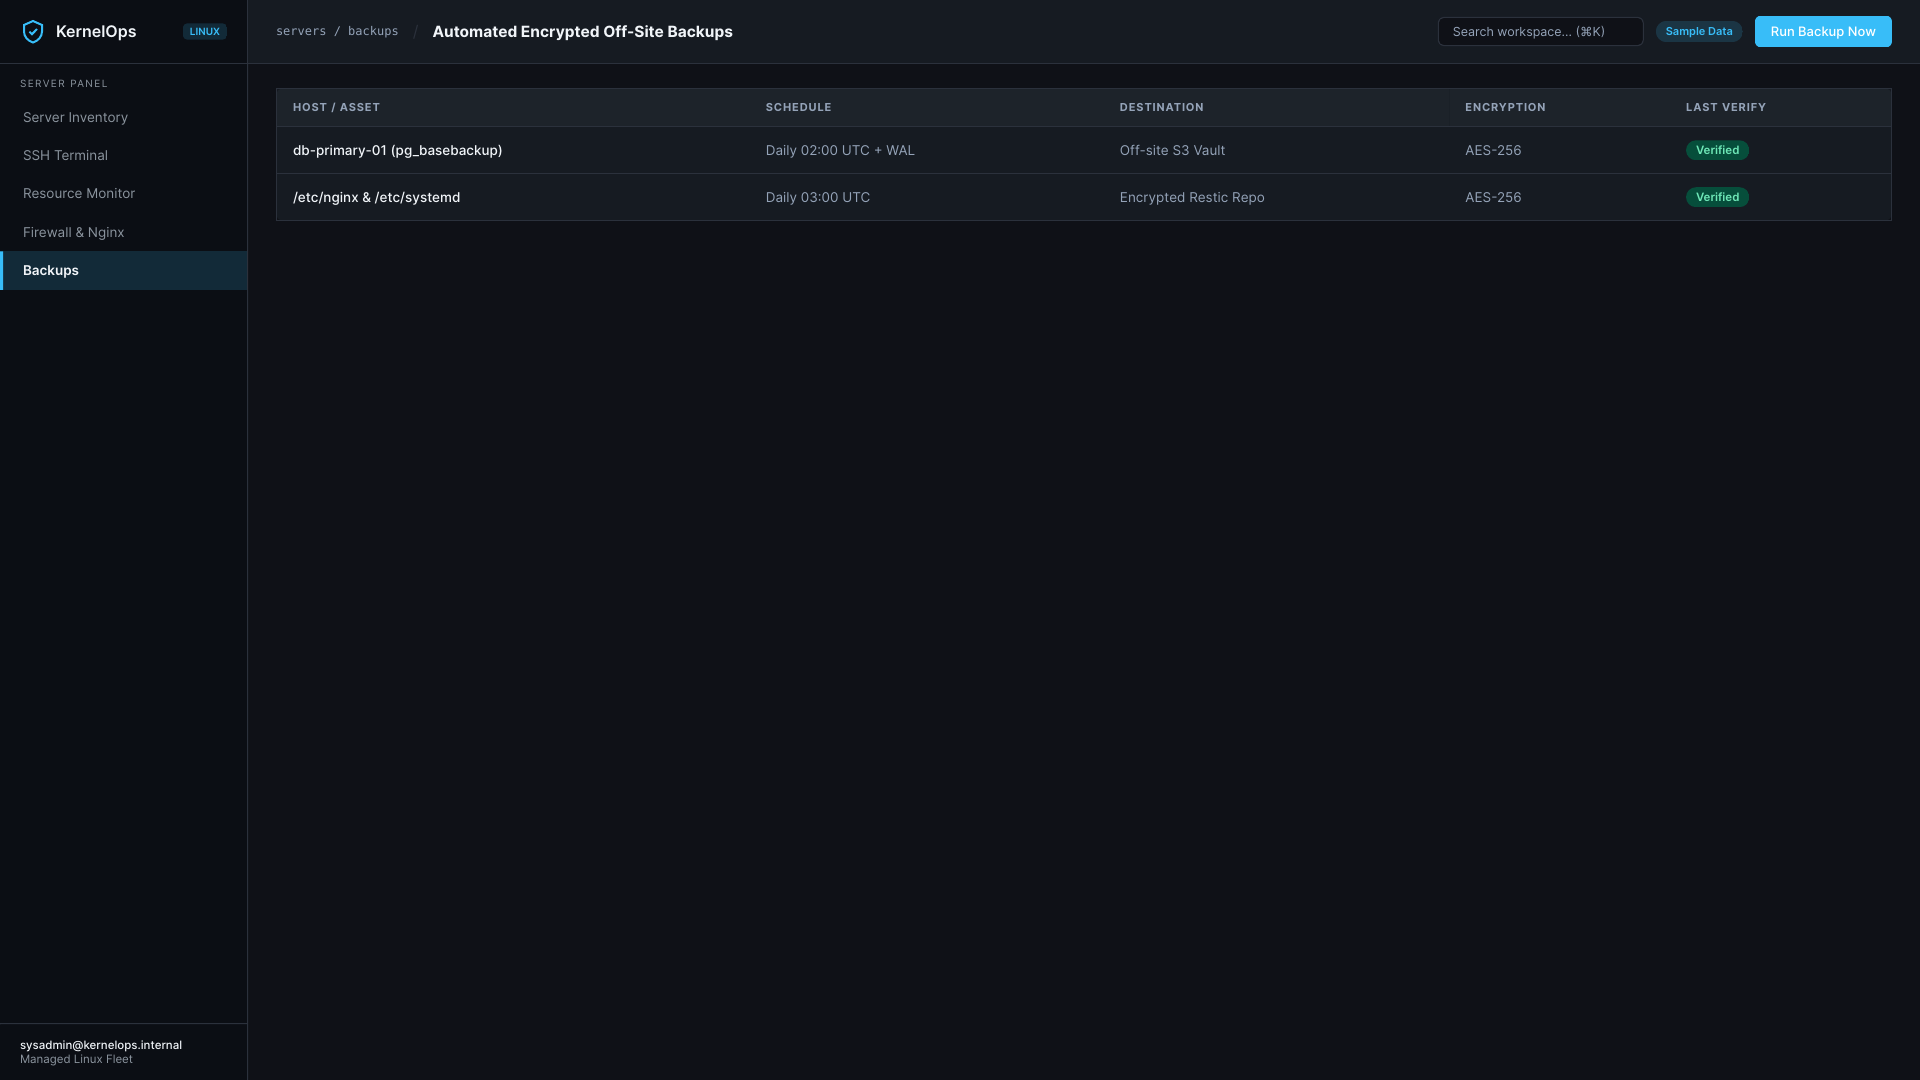 KernelOps LINUX
SERVER PANEL
Server Inventory
SSH Terminal
Resource Monitor
Firewall & Nginx
Backups
sysadmin@kernelops.internal
Managed Linux Fleet
servers / backups / Automated Encrypted Off-Site Backups
Search workspace... (⌘K) Sample Data Run Backup Now
HOST / ASSET SCHEDULE DESTINATION ENCRYPTION LAST VERIFY
db-primary-01 (pg_basebackup) Daily 02:00 UTC + WAL Off-site S3 Vault AES-256 Verified
/etc/nginx & /etc/systemd Daily 03:00 UTC Encrypted Restic Repo AES-256 Verified